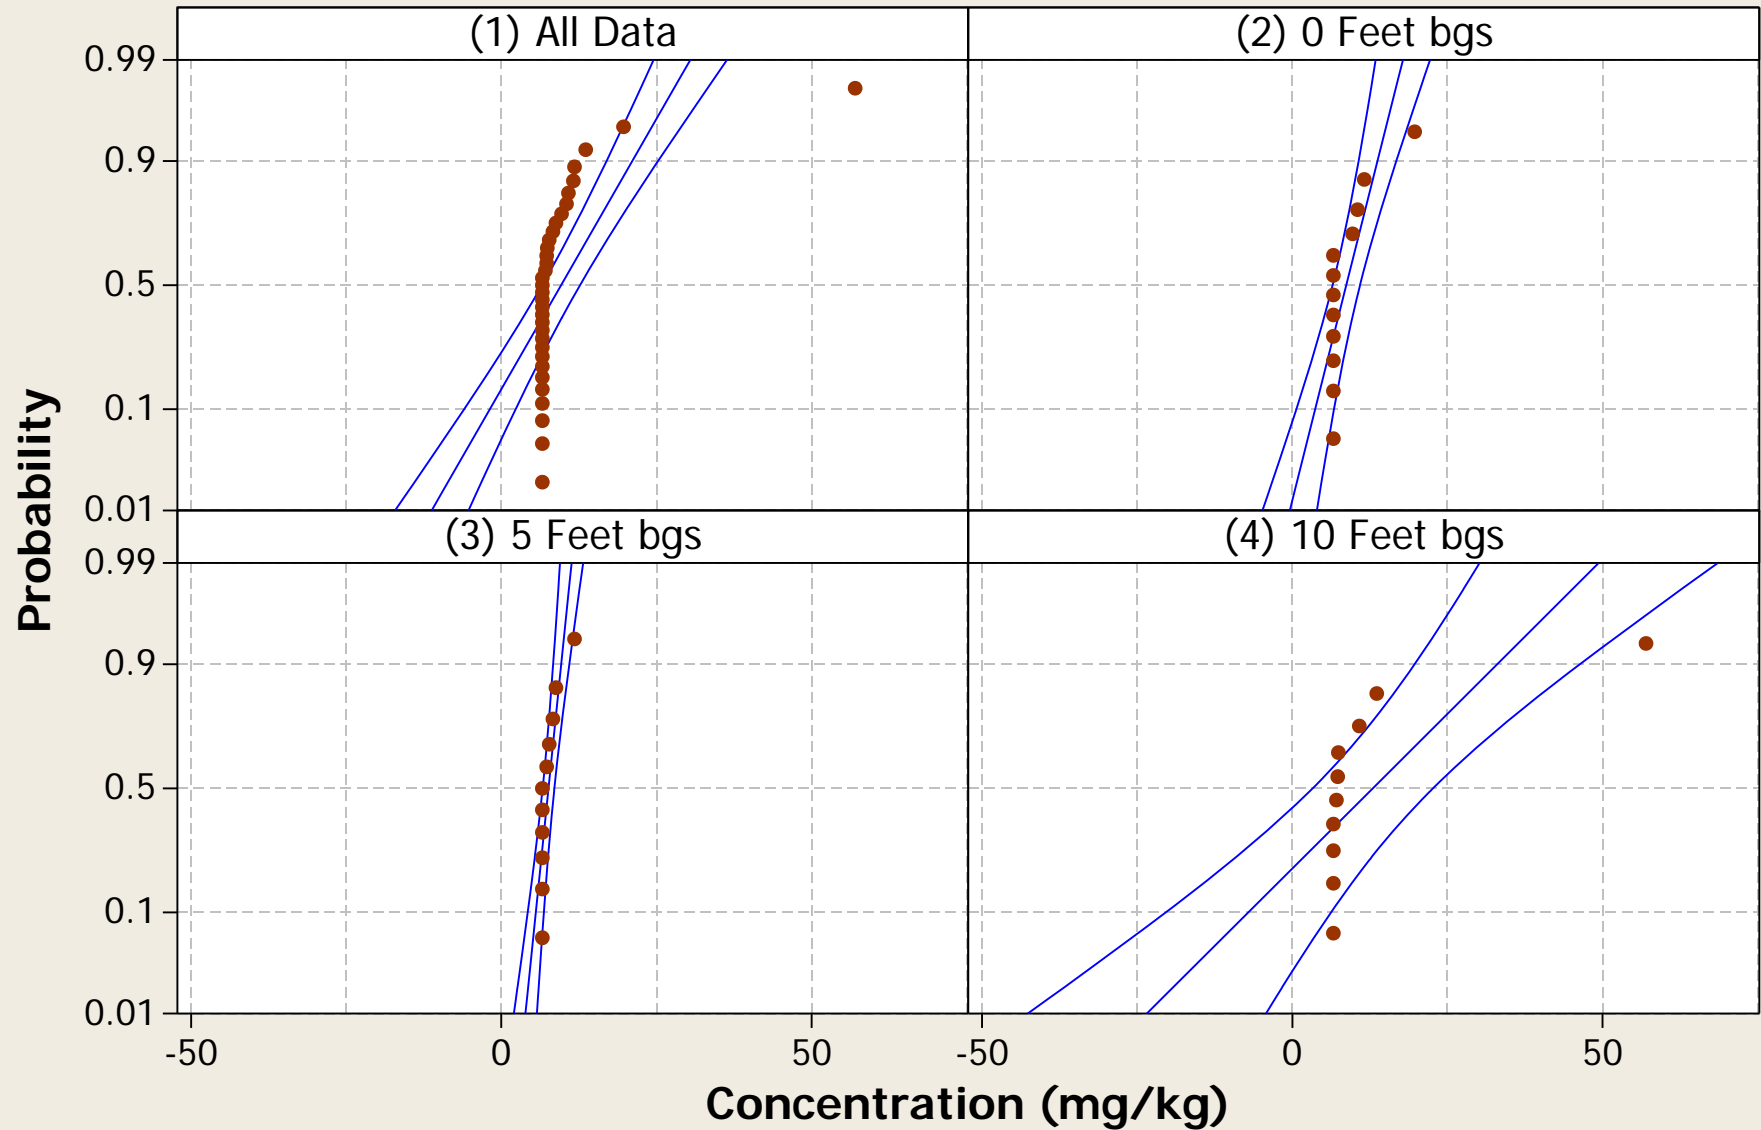 (1) All Data
(2) 0 Feet bgs
0.99
0.9
0.5
0.1
0.01
(3) 5 Feet bgs
(4) 10 Feet bgs
0.99
0.9
0.5
0.1
0.01
Probability
-50
0
50
-50
0
50
Concentration (mg/kg)